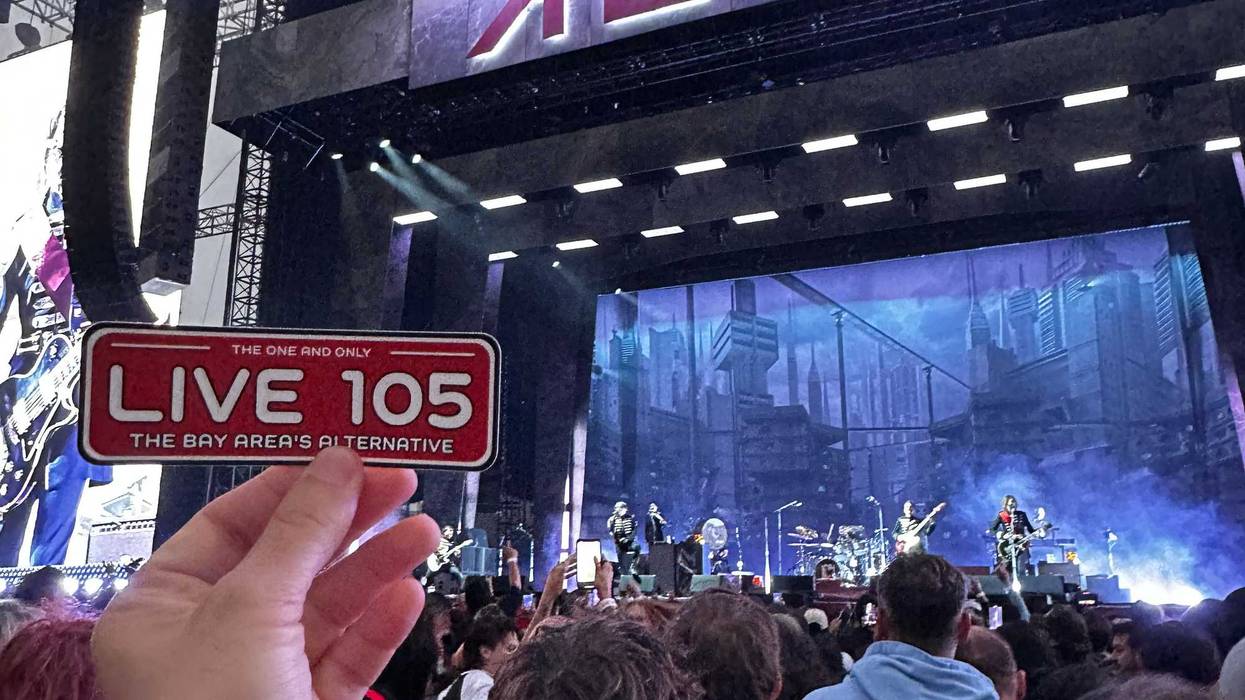 THE ONE AND ONLY
LIVE 105
THE BAY AREA'S ALTERNATIVE